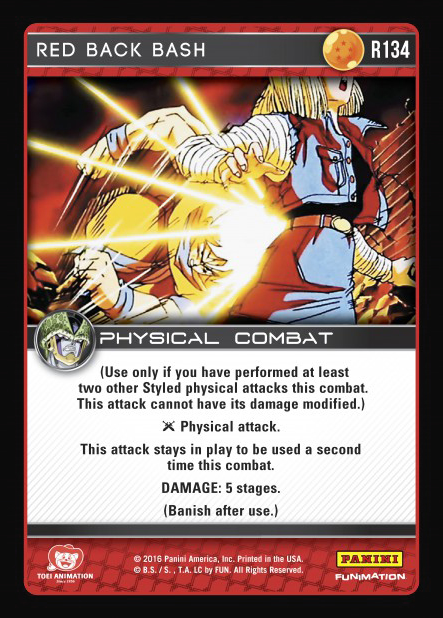 RED BACK BASH
R134
PHYSICAL COMBAT
(Use only if you have performed at least
two other Styled physical attacks this combat.
This attack cannot have its damage modified.)
Physical attack.
This attack stays in play to be used a second
time this combat.
DAMAGE: 5 stages.
(Banish after use.)
TOEI ANIMATION
© 2016 Panini America, Inc. Printed in the USA.
© B.S. / S. , T.A. LC by FUN. All Rights Reserved.
PANINI
FUNIMATION